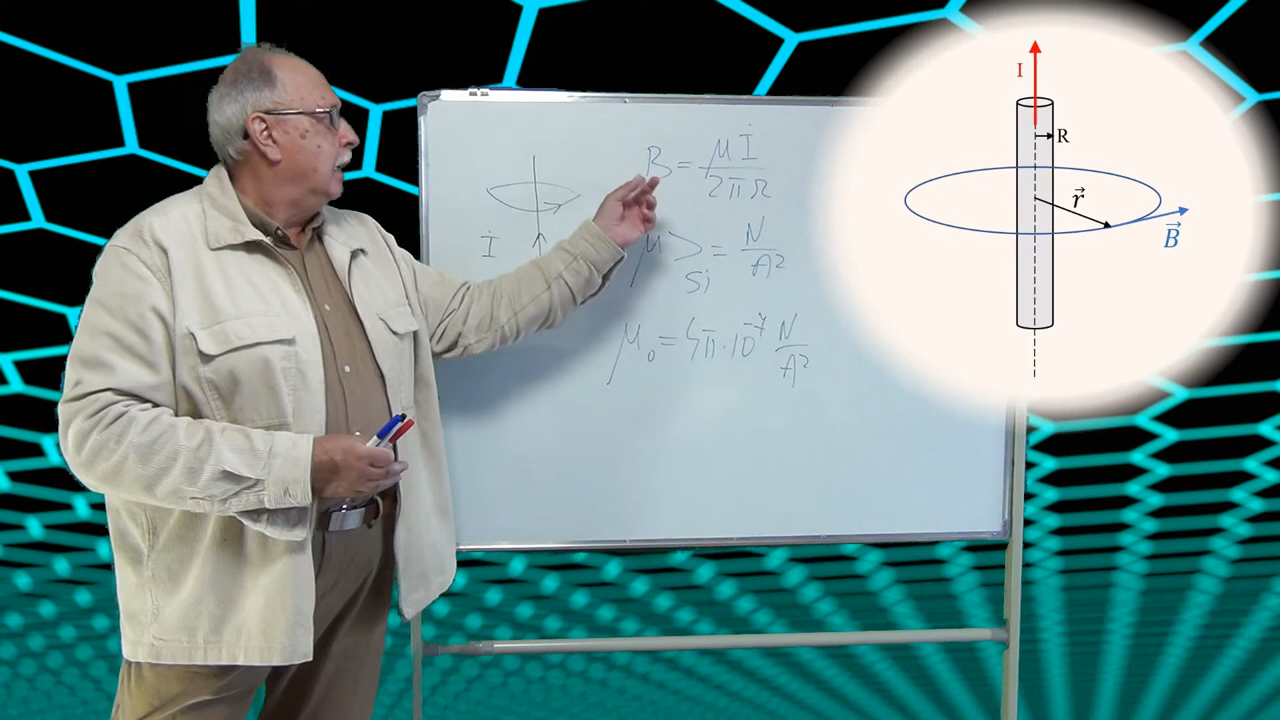 B = μI / 2πr
I
μ >SI = N / A²
μ₀ = 4π·10⁻⁷ N / A²
I
R
r⃗
B⃗